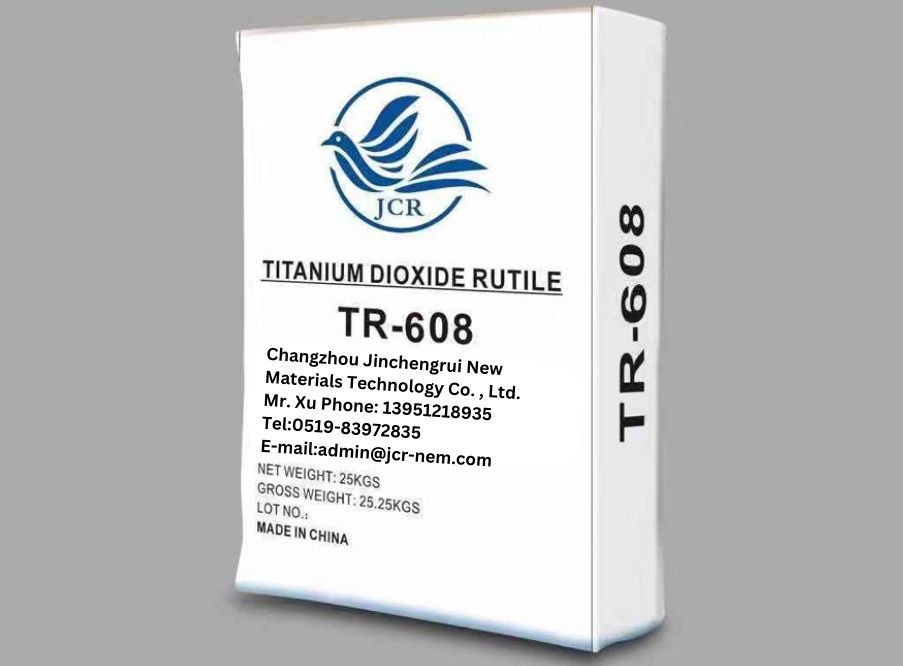 JCR
TITANIUM DIOXIDE RUTILE
TR-608
Changzhou Jinchengrui New
Materials Technology Co. , Ltd.
Mr. Xu Phone: 13951218935
Tel:0519-83972835
E-mail:admin@jcr-nem.com
NET WEIGHT: 25KGS
GROSS WEIGHT: 25.25KGS
LOT NO.:
MADE IN CHINA
TR-608